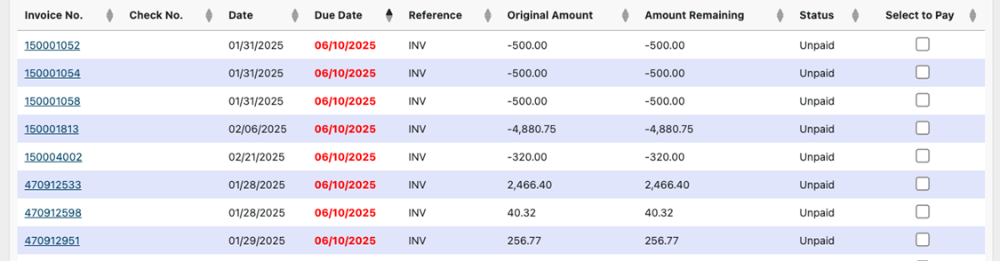 Invoice No. Check No. Date Due Date Reference Original Amount Amount Remaining Status Select to Pay
150001052 01/31/2025 06/10/2025 INV -500.00 -500.00 Unpaid
150001054 01/31/2025 06/10/2025 INV -500.00 -500.00 Unpaid
150001058 01/31/2025 06/10/2025 INV -500.00 -500.00 Unpaid
150001813 02/06/2025 06/10/2025 INV -4,880.75 -4,880.75 Unpaid
150004002 02/21/2025 06/10/2025 INV -320.00 -320.00 Unpaid
470912533 01/28/2025 06/10/2025 INV 2,466.40 2,466.40 Unpaid
470912598 01/28/2025 06/10/2025 INV 40.32 40.32 Unpaid
470912951 01/29/2025 06/10/2025 INV 256.77 256.77 Unpaid